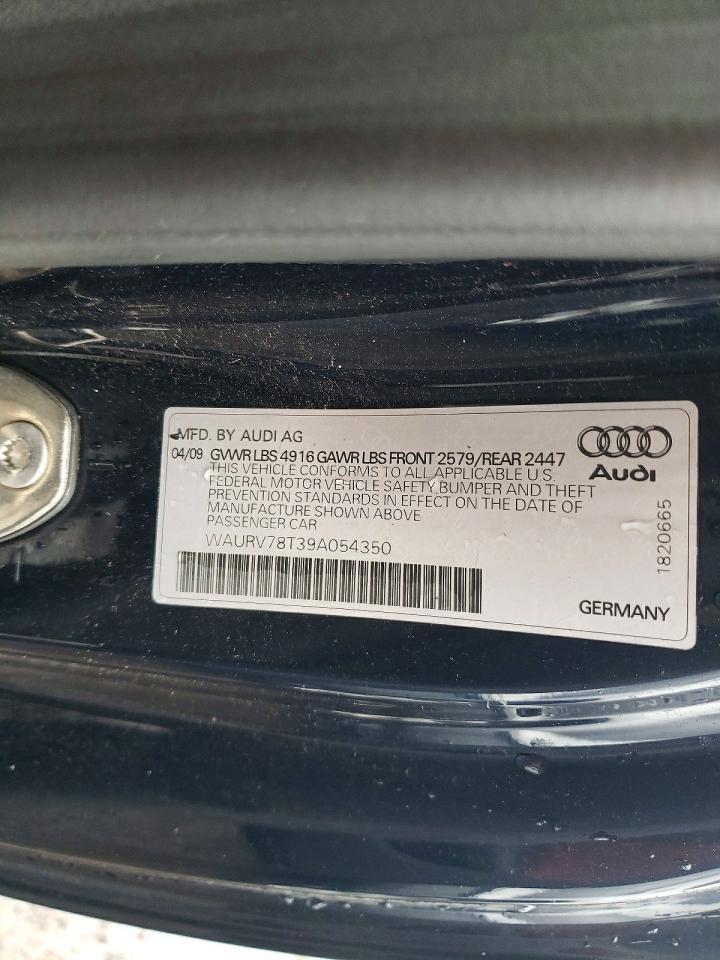 MFD. BY AUDI AG
04/09 GVWR LBS 4916 GAWR LBS FRONT 2579/REAR 2447
THIS VEHICLE CONFORMS TO ALL APPLICABLE U.S.
FEDERAL MOTOR VEHICLE SAFETY, BUMPER AND THEFT
PREVENTION STANDARDS IN EFFECT ON THE DATE OF
MANUFACTURE SHOWN ABOVE
PASSENGER CAR
WAURV78T39A054350
Audi
1820665
GERMANY